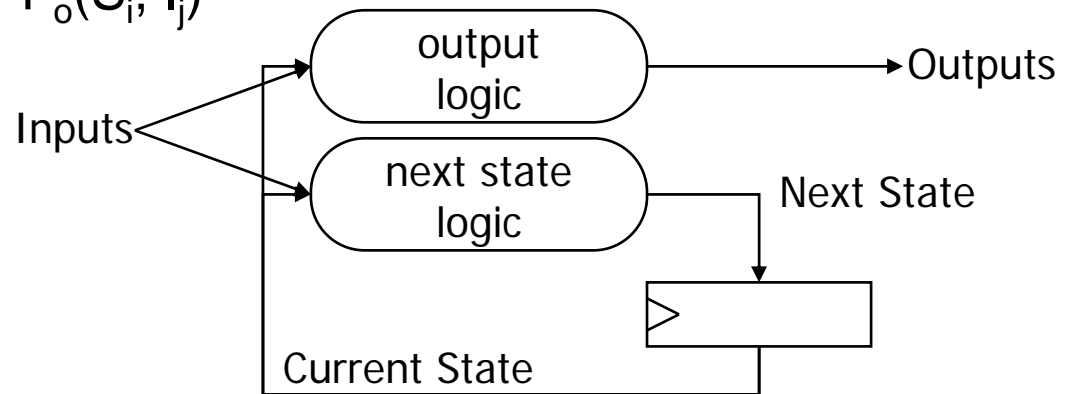 output
logic
Outputs
Inputs
next state
logic
Next State
Current State